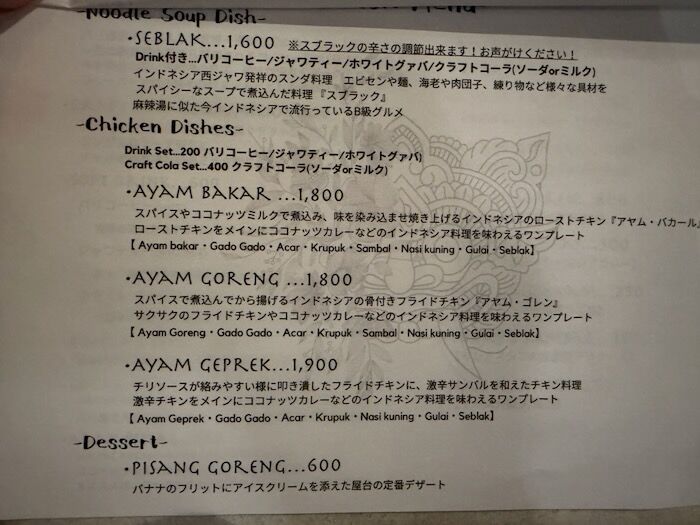 -Noodle Soup Dish-
・SEBLAK...1,600 ※スブラックの辛さの調節出来ます！お声がけください！
Drink付き...バリコーヒー/ジャワティー/ホワイトグァバ/クラフトコーラ(ソーダorミルク)
インドネシア西ジャワ発祥のスンダ料理 エビセンや麺、海老や肉団子、練り物など様々な具材を
スパイシーなスープで煮込んだ料理『スブラック』
麻辣湯に似た今インドネシアで流行っているB級グルメ
-Chicken Dishes-
Drink Set...200 バリコーヒー/ジャワティー/ホワイトグァバ)
Craft Cola Set...400 クラフトコーラ(ソーダorミルク)
・AYAM BAKAR ...1,800
スパイスやココナッツミルクで煮込み、味を染み込ませ焼き上げるインドネシアのローストチキン『アヤム・バカール』
ローストチキンをメインにココナッツカレーなどのインドネシア料理を味わえるワンプレート
【 Ayam bakar・Gado Gado・Acar・Krupuk・Sambal・Nasi kuning・Gulai・Seblak】
・AYAM GORENG ...1,800
スパイスで煮込んでから揚げるインドネシアの骨付きフライドチキン『アヤム・ゴレン』
サクサクのフライドチキンやココナッツカレーなどのインドネシア料理を味わえるワンプレート
【 Ayam Goreng・Gado Gado・Acar・Krupuk・Sambal・Nasi kuning・Gulai・Seblak】
・AYAM GEPREK...1,900
チリソースが絡みやすい様に叩き潰したフライドチキンに、激辛サンバルを和えたチキン料理
激辛チキンをメインにココナッツカレーなどのインドネシア料理を味わえるワンプレート
【 Ayam Geprek・Gado Gado・Acar・Krupuk・Nasi kuning・Gulai・Seblak】
-Dessert-
・PISANG GORENG...600
バナナのフリットにアイスクリームを添えた屋台の定番デザート